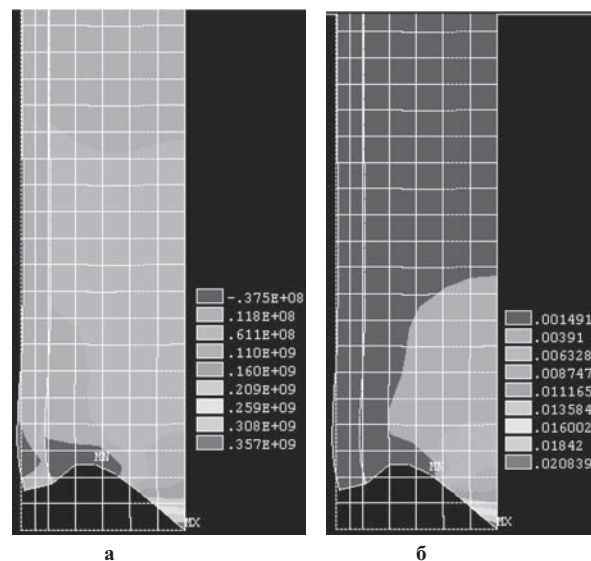 -.375E+08
.118E+08
.611E+08
.110E+09
.160E+09
.209E+09
.259E+09
.308E+09
.357E+09
MN
MX
.001491
.00391
.006328
.008747
.011165
.013584
.016002
.01842
.020839
MN
MX
а
б